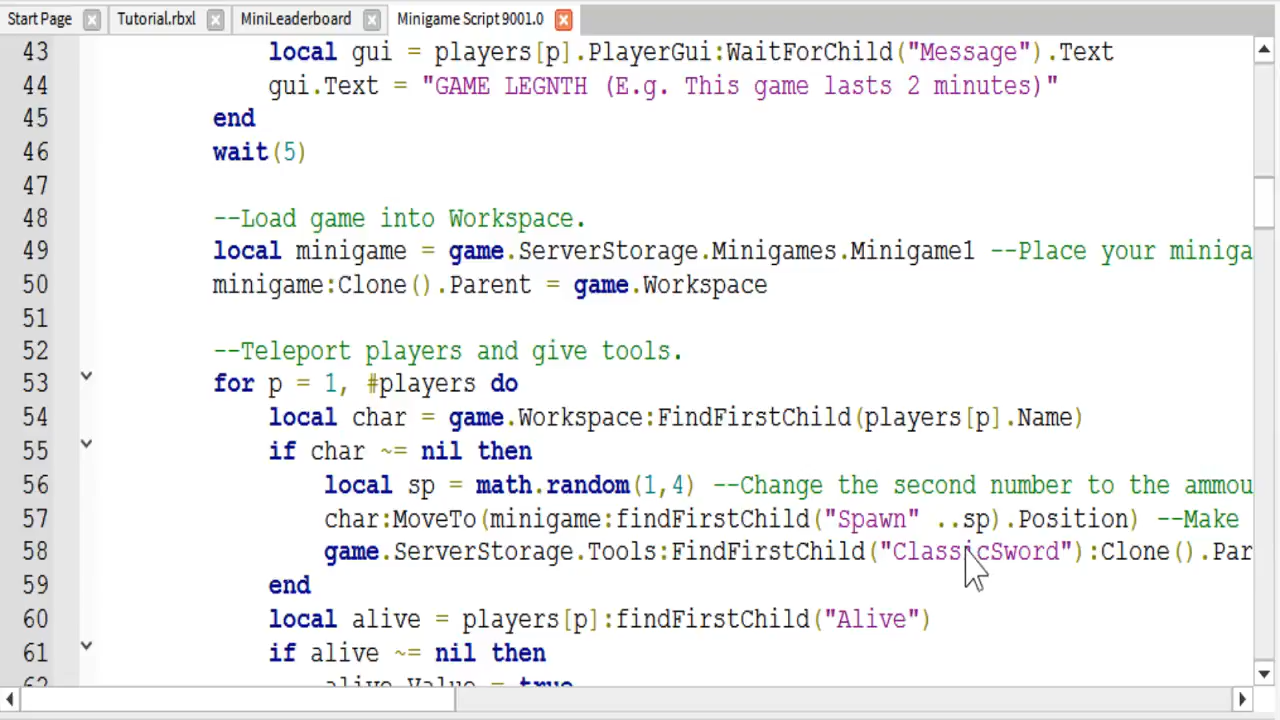 Start Page Tutorial.rbxl MiniLeaderboard Minigame Script 9001.0
43 local gui = players[p].PlayerGui:WaitForChild("Message").Text
44 gui.Text = "GAME LEGNTH (E.g. This game lasts 2 minutes)"
45 end
46 wait(5)
47
48 --Load game into Workspace.
49 local minigame = game.ServerStorage.Minigames.Minigame1 --Place your miniga
50 minigame:Clone().Parent = game.Workspace
51
52 --Teleport players and give tools.
53 for p = 1, #players do
54 local char = game.Workspace:FindFirstChild(players[p].Name)
55 if char ~= nil then
56 local sp = math.random(1,4) --Change the second number to the ammou
57 char:MoveTo(minigame:findFirstChild("Spawn" ..sp).Position) --Make
58 game.ServerStorage.Tools:FindFirstChild("ClassicSword"):Clone().Par
59 end
60 local alive = players[p]:findFirstChild("Alive")
61 if alive ~= nil then
62 alive.Value = true